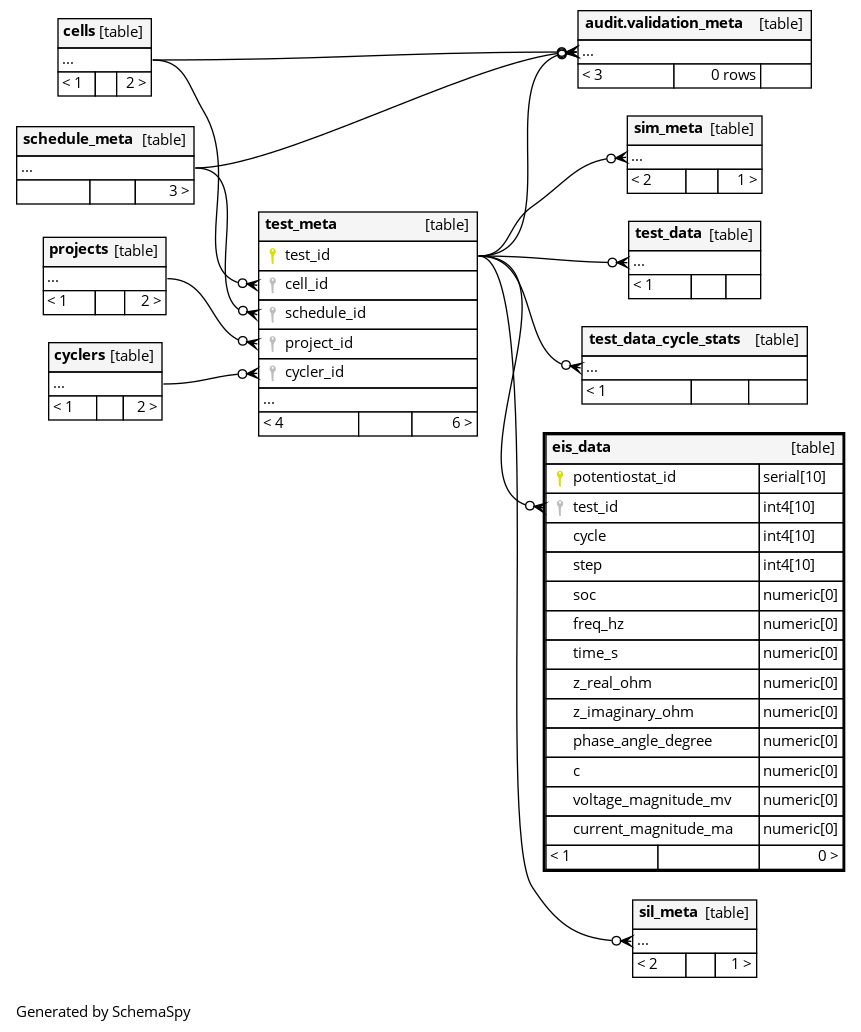 cells [table]
...
< 1 2 >
schedule_meta [table]
...
3 >
projects [table]
...
< 1 2 >
cyclers [table]
...
< 1 2 >
test_meta [table]
test_id
cell_id
schedule_id
project_id
cycler_id
...
< 4 6 >
audit.validation_meta [table]
...
< 3 0 rows
sim_meta [table]
...
< 2 1 >
test_data [table]
...
< 1
test_data_cycle_stats [table]
...
< 1
eis_data [table]
potentiostat_id serial[10]
test_id int4[10]
cycle int4[10]
step int4[10]
soc numeric[0]
freq_hz numeric[0]
time_s numeric[0]
z_real_ohm numeric[0]
z_imaginary_ohm numeric[0]
phase_angle_degree numeric[0]
c numeric[0]
voltage_magnitude_mv numeric[0]
current_magnitude_ma numeric[0]
< 1 0 >
sil_meta [table]
...
< 2 1 >
Generated by SchemaSpy